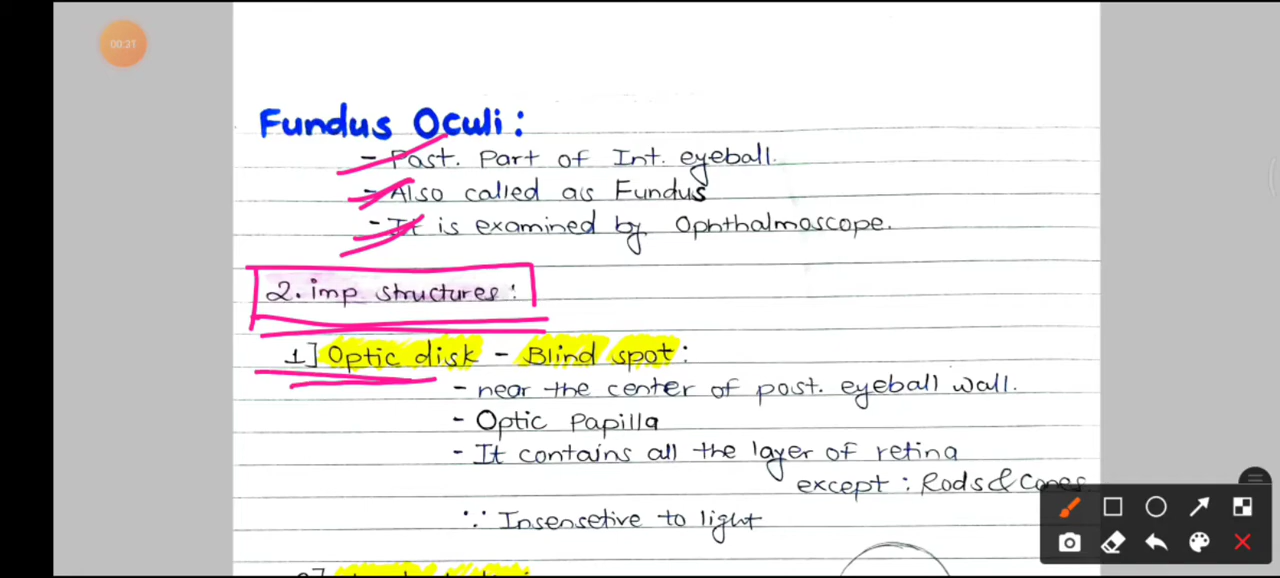 00:31
Fundus Oculi:
- Post. Part of Int. eyeball.
- Also called as Fundus
- It is examined by Ophthalmoscope.
2. imp structures:
1] Optic disk - Blind spot:
- near the center of post. eyeball wall.
- Optic Papilla
- It contains all the layer of retina
except : Rods & Cones
∵ Insensetive to light